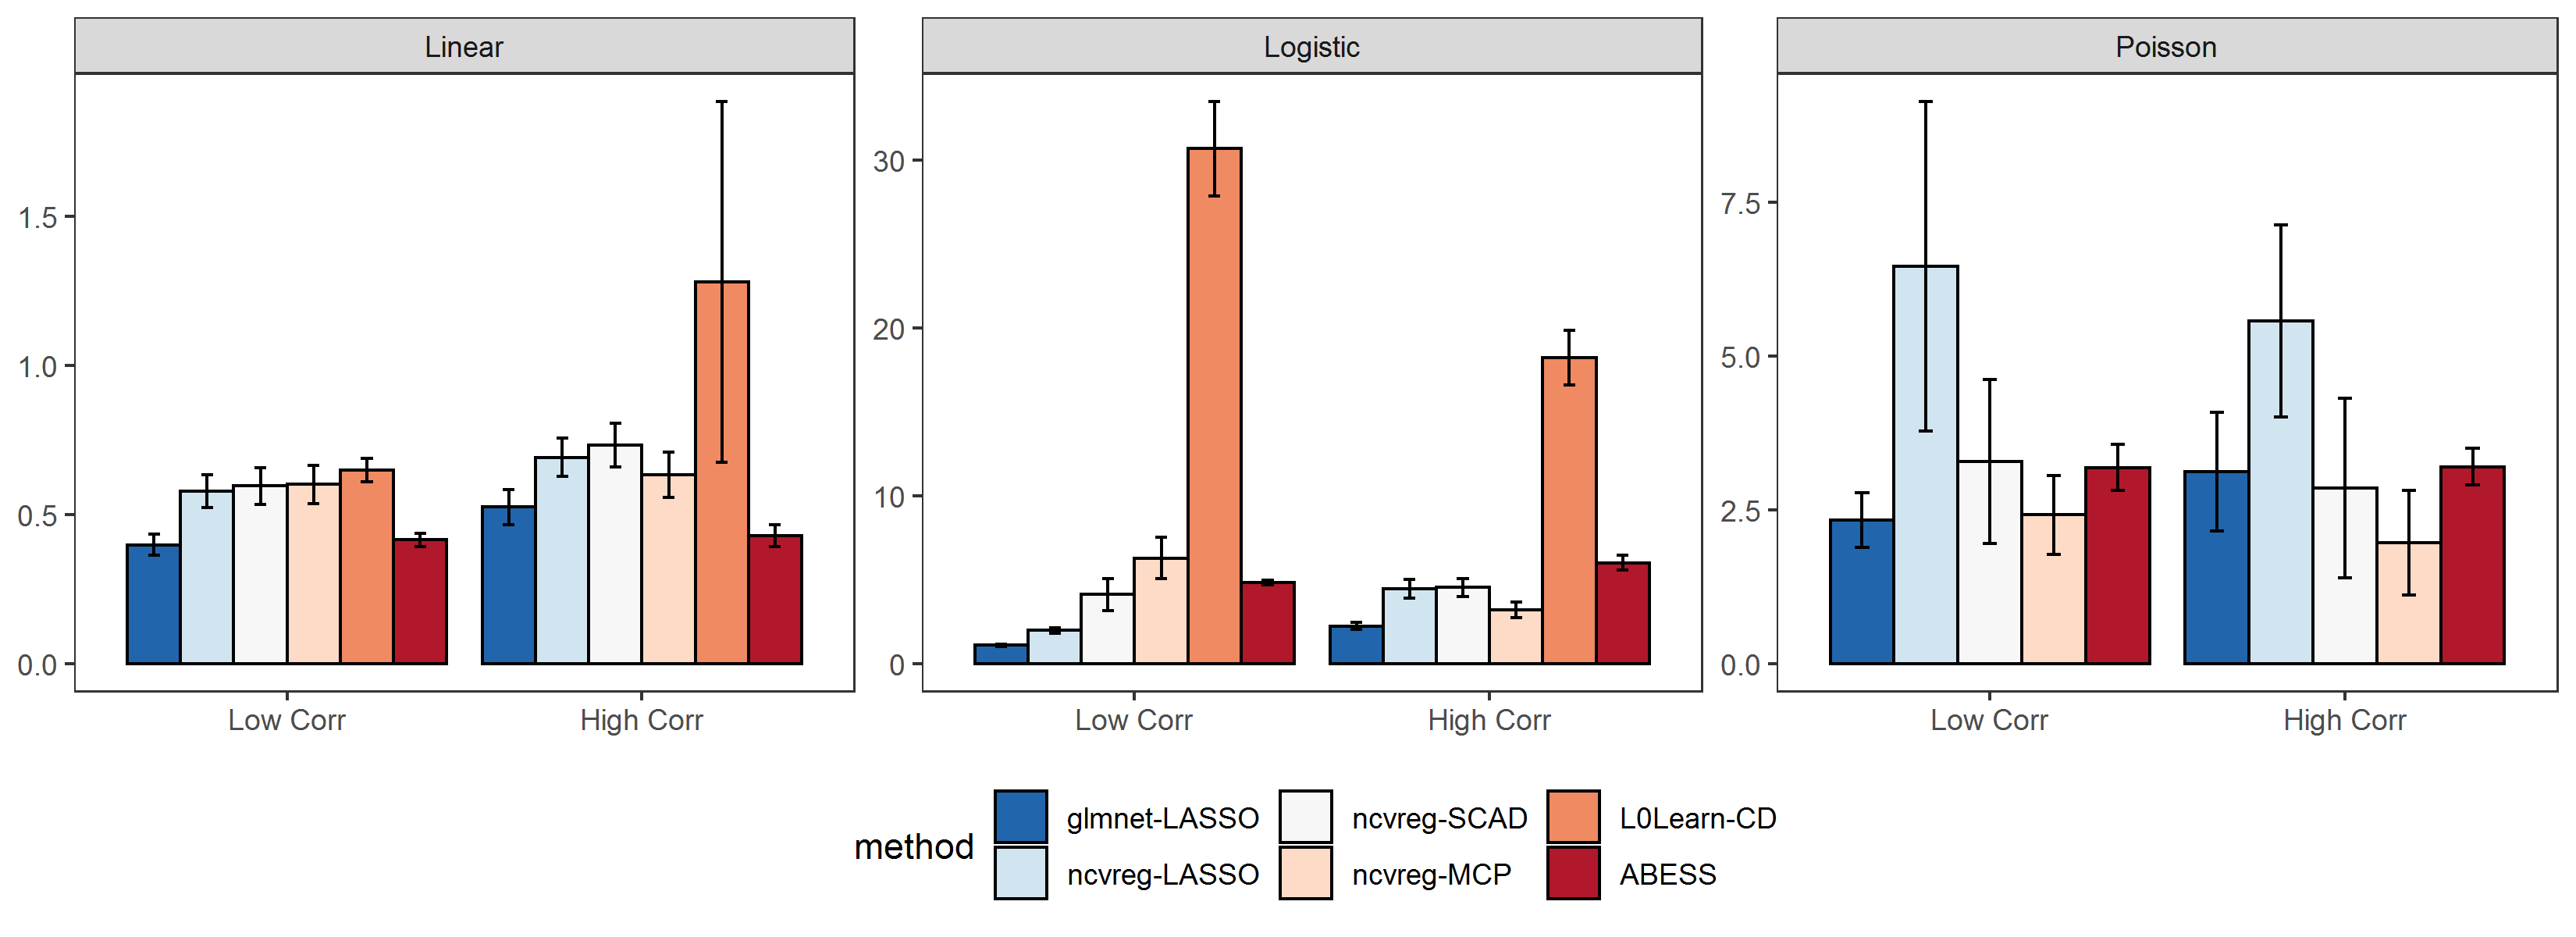 Linear
Logistic
Poisson
1.5
1.0
0.5
0.0
30
20
10
0
7.5
5.0
2.5
0.0
Low Corr
High Corr
Low Corr
High Corr
Low Corr
High Corr
method
glmnet-LASSO
ncvreg-SCAD
L0Learn-CD
ncvreg-LASSO
ncvreg-MCP
ABESS